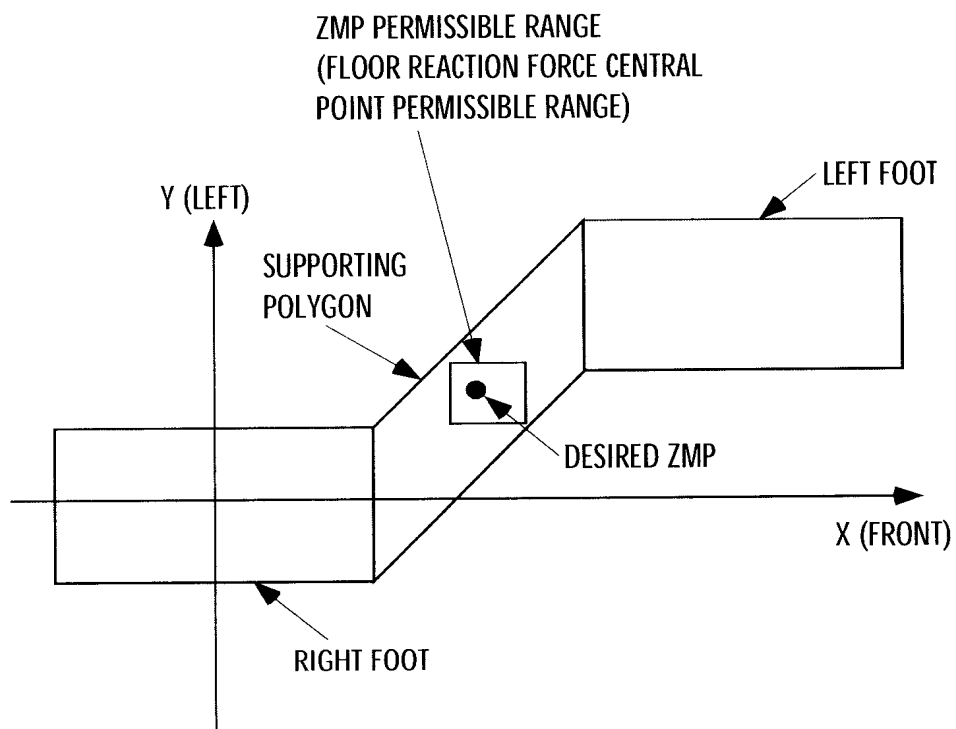 ZMP PERMISSIBLE RANGE
(FLOOR REACTION FORCE CENTRAL
POINT PERMISSIBLE RANGE)
LEFT FOOT
Y (LEFT)
SUPPORTING
POLYGON
DESIRED ZMP
X (FRONT)
RIGHT FOOT